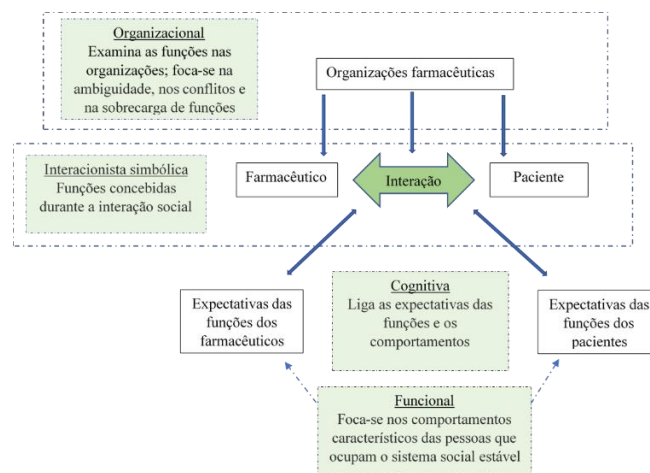 Organizacional
Examina as funções nas
organizações; foca-se na
ambiguidade, nos conflitos e
na sobrecarga de funções
Organizações farmacêuticas
Interacionista simbólica
Funções concebidas
durante a interação social
Farmacêutico
Interação
Paciente
Cognitiva
Liga as expectativas das
funções e os
comportamentos
Expectativas das
funções dos
farmacêuticos
Expectativas das
funções dos
pacientes
Funcional
Foca-se nos comportamentos
característicos das pessoas que
ocupam o sistema social estável